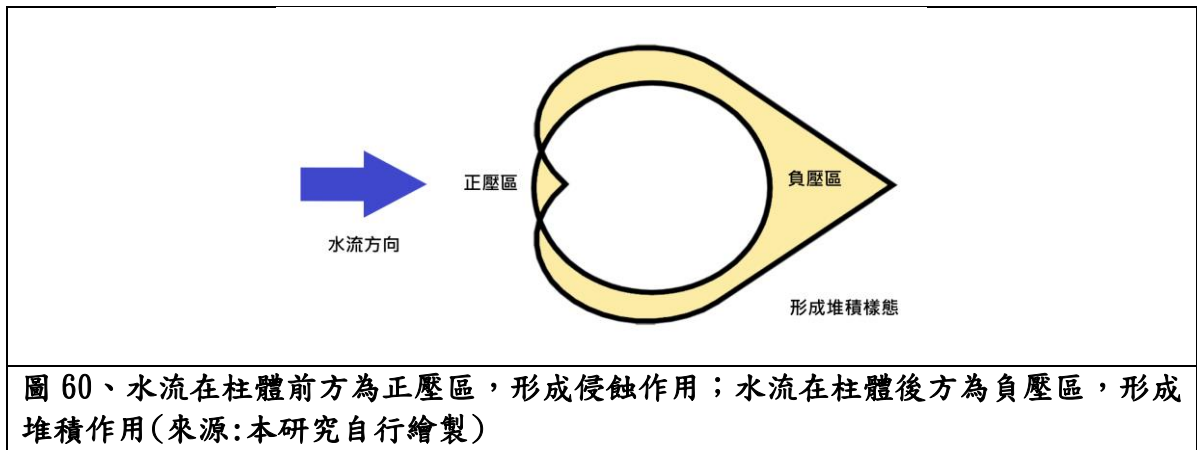 正壓區
負壓區
水流方向
形成堆積樣態
圖 60、水流在柱體前方為正壓區，形成侵蝕作用；水流在柱體後方為負壓區，形成
堆積作用(來源:本研究自行繪製)